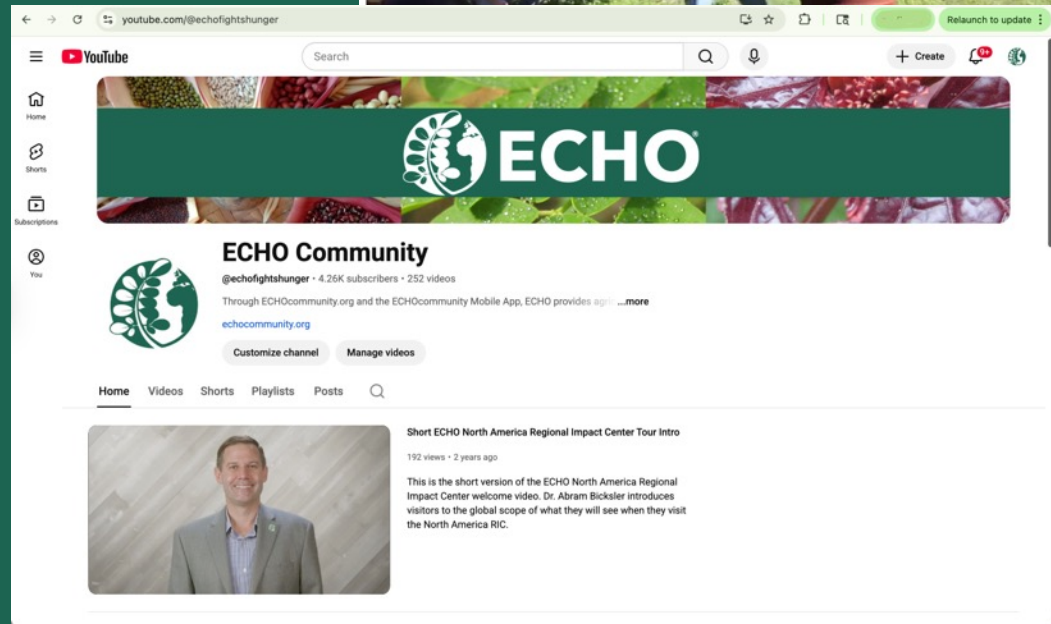 youtube.com/@echofightshunger
Relaunch to update
YouTube
Search
Create
9+
Home
Shorts
Subscriptions
You
ECHO
ECHO Community
@echofightshunger • 4.26K subscribers • 252 videos
Through ECHOcommunity.org and the ECHOcommunity Mobile App, ECHO provides ...more
echocommunity.org
Customize channel Manage videos
Home Videos Shorts Playlists Posts
Short ECHO North America Regional Impact Center Tour Intro
192 views • 2 years ago
This is the short version of the ECHO North America Regional
Impact Center welcome video. Dr. Abram Bicksler introduces
visitors to the global scope of what they will see when they visit
the North America RIC.